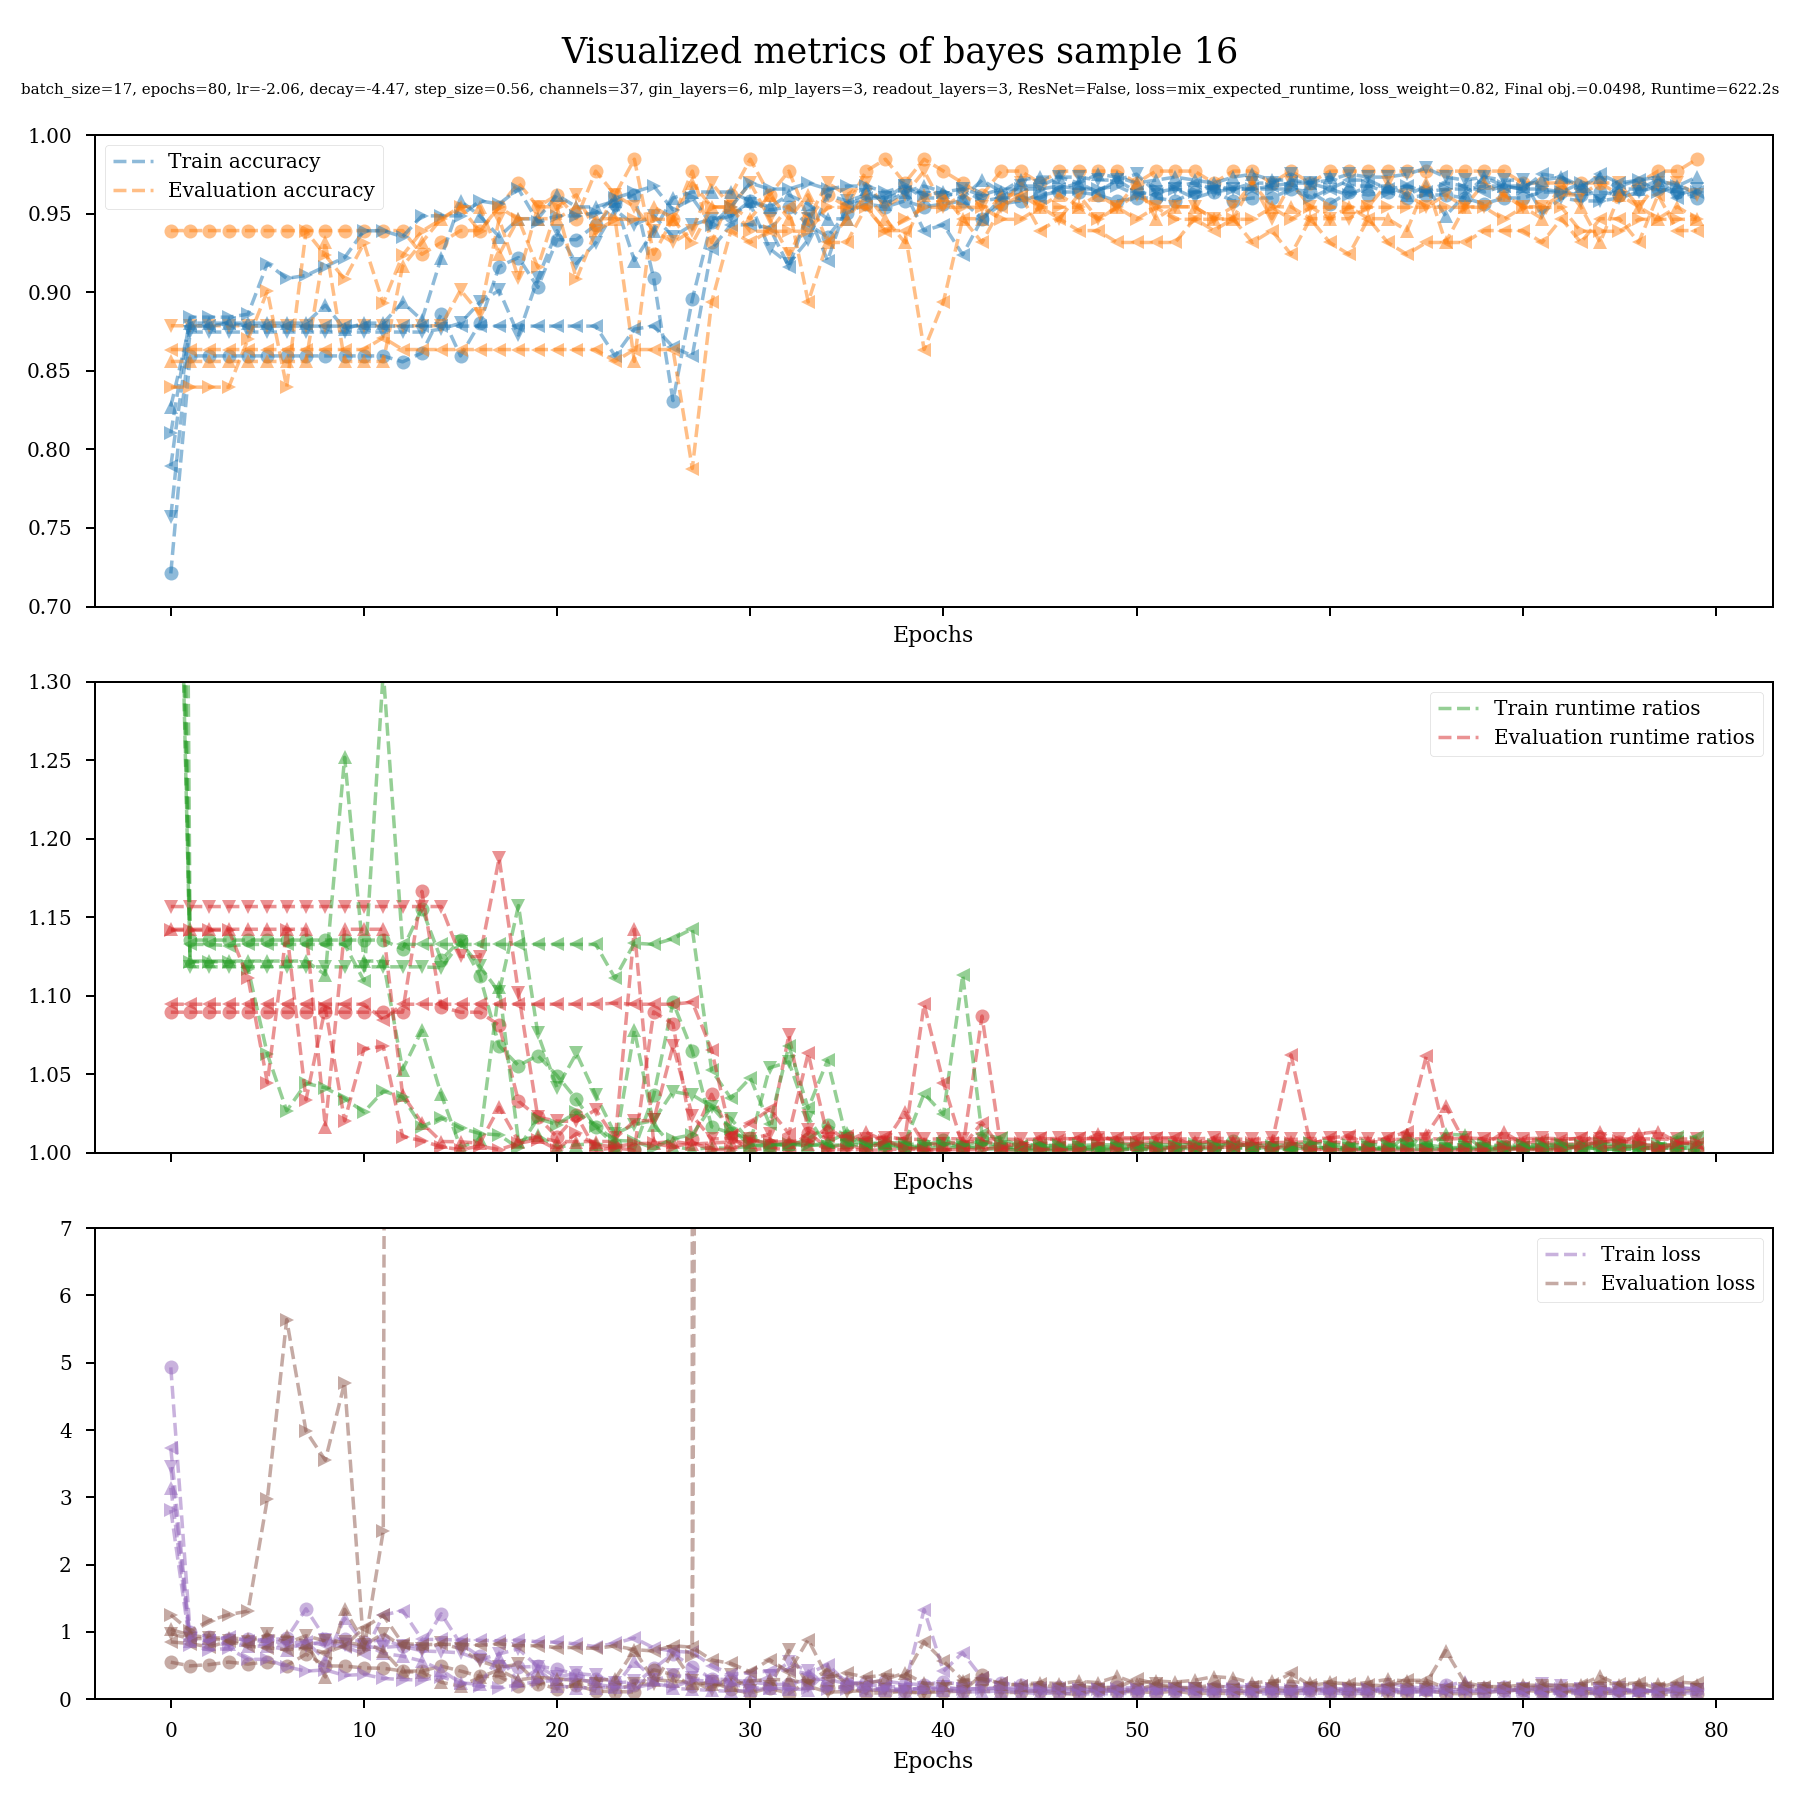 Visualized metrics of bayes sample 16
batch_size=17, epochs=80, lr=-2.06, decay=-4.47, step_size=0.56, channels=37, gin_layers=6, mlp_layers=3, readout_layers=3, ResNet=False, loss=mix_expected_runtime, loss_weight=0.82, Final obj.=0.0498, Runtime=622.2s
1.00
0.95
0.90
0.85
0.80
0.75
0.70
Train accuracy
Evaluation accuracy
Epochs
1.30
1.25
1.20
1.15
1.10
1.05
1.00
Train runtime ratios
Evaluation runtime ratios
Epochs
7
6
5
4
3
2
1
0
Train loss
Evaluation loss
0 10 20 30 40 50 60 70 80
Epochs